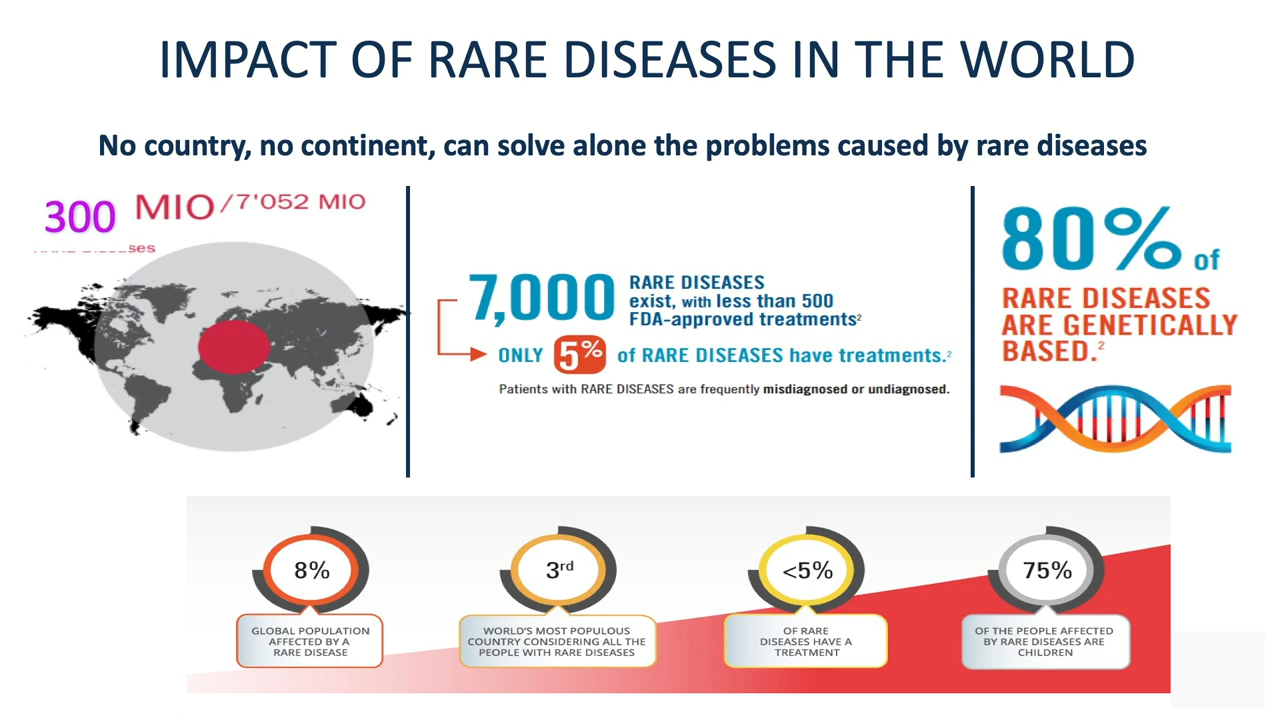 IMPACT OF RARE DISEASES IN THE WORLD
No country, no continent, can solve alone the problems caused by rare diseases
300 MIO/7'052 MIO
ses
7,000
RARE DISEASES
exist, with less than 500
FDA-approved treatments²
ONLY 5% of RARE DISEASES have treatments.²
Patients with RARE DISEASES are frequently misdiagnosed or undiagnosed.
80% of
RARE DISEASES
ARE GENETICALLY
BASED.²
8%
GLOBAL POPULATION
AFFECTED BY A
RARE DISEASE
3rd
WORLD'S MOST POPULOUS
COUNTRY CONSIDERING ALL THE
PEOPLE WITH RARE DISEASES
<5%
OF RARE
DISEASES HAVE A
TREATMENT
75%
OF THE PEOPLE AFFECTED
BY RARE DISEASES ARE
CHILDREN